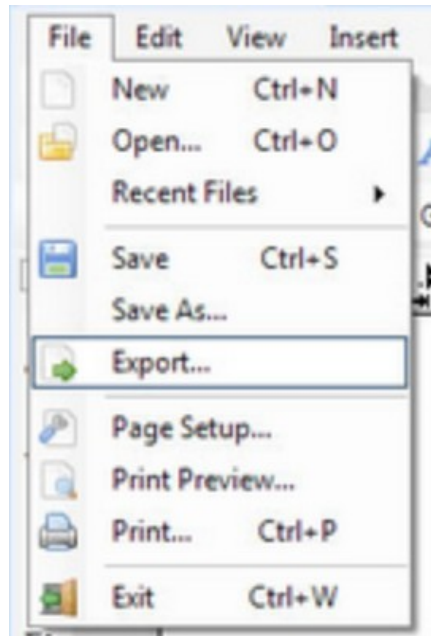 File Edit View Insert
New Ctrl+N
Open... Ctrl+O
Recent Files
Save Ctrl+S
Save As...
Export...
Page Setup...
Print Preview...
Print... Ctrl+P
Exit Ctrl+W